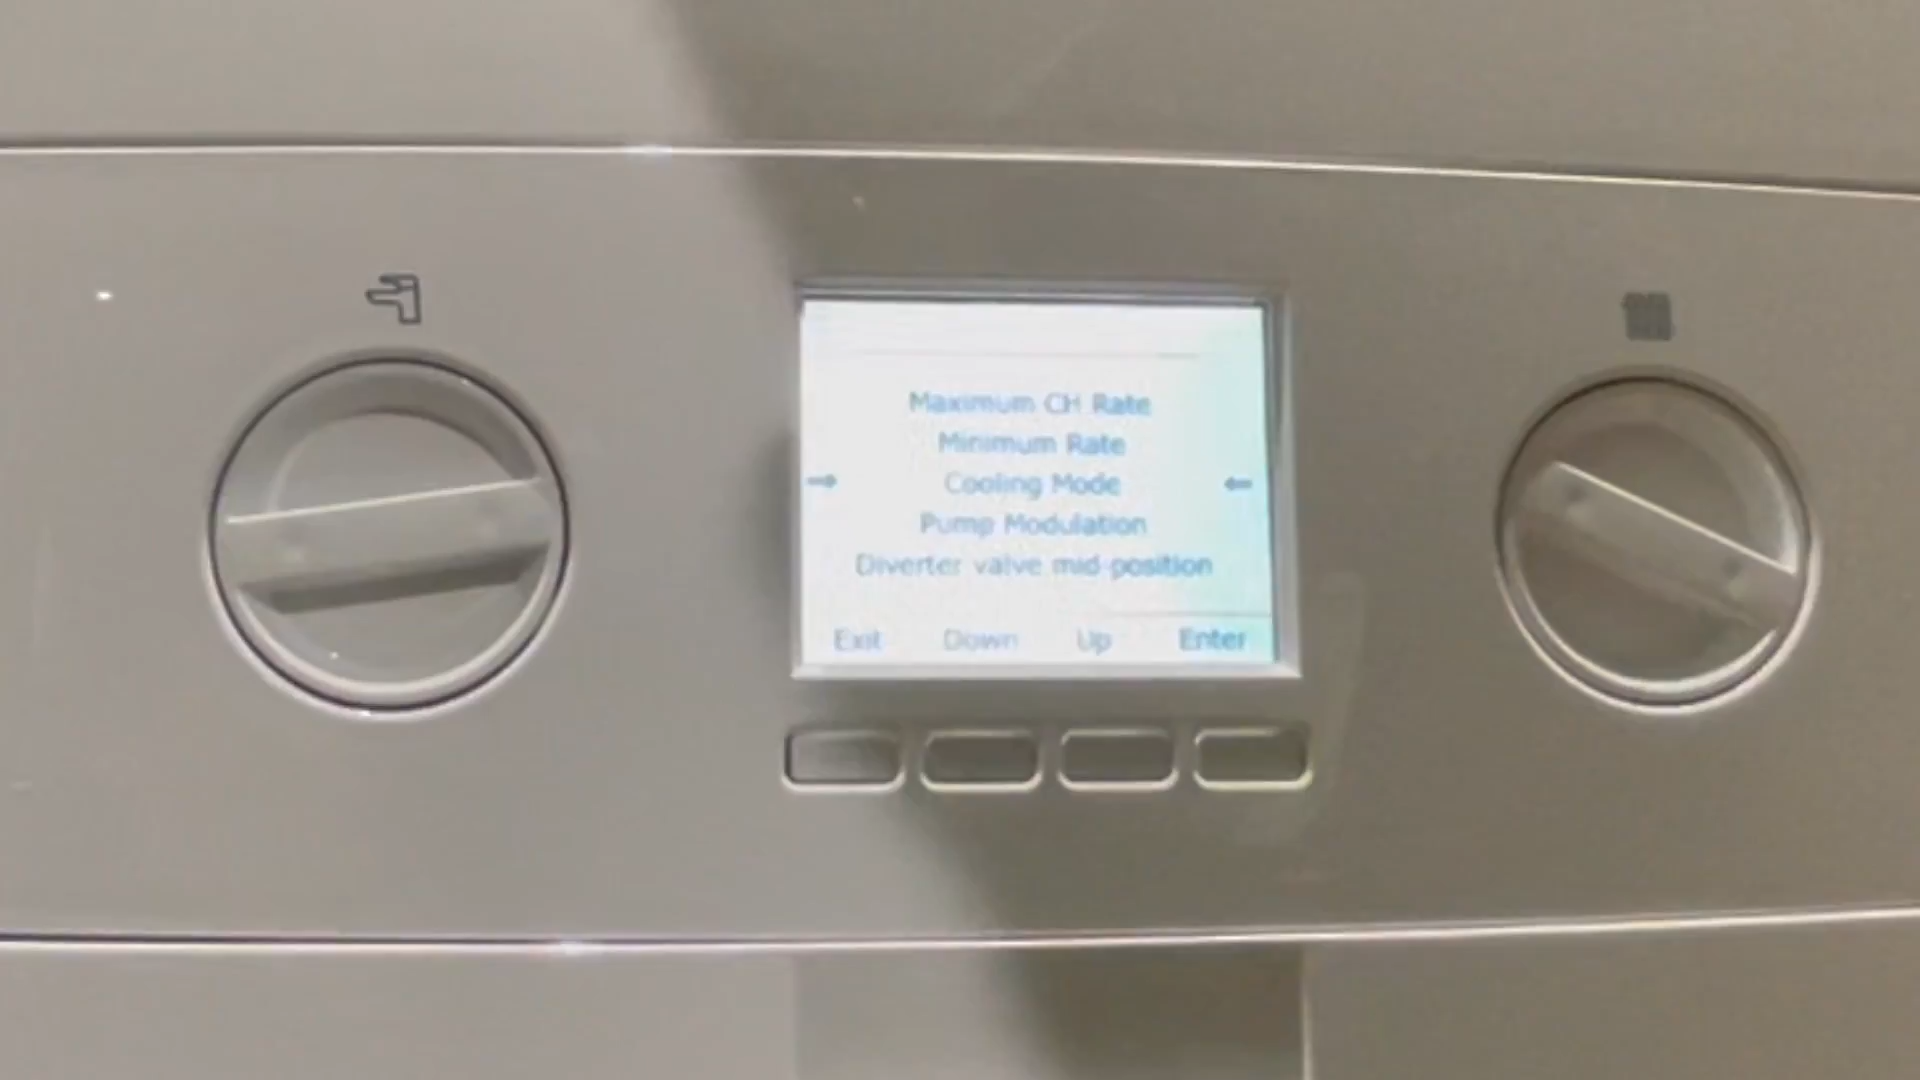 Maximum CH Rate
Minimum Rate
Cooling Mode
Pump Modulation
Diverter valve mid-position
Exit Down Up Enter